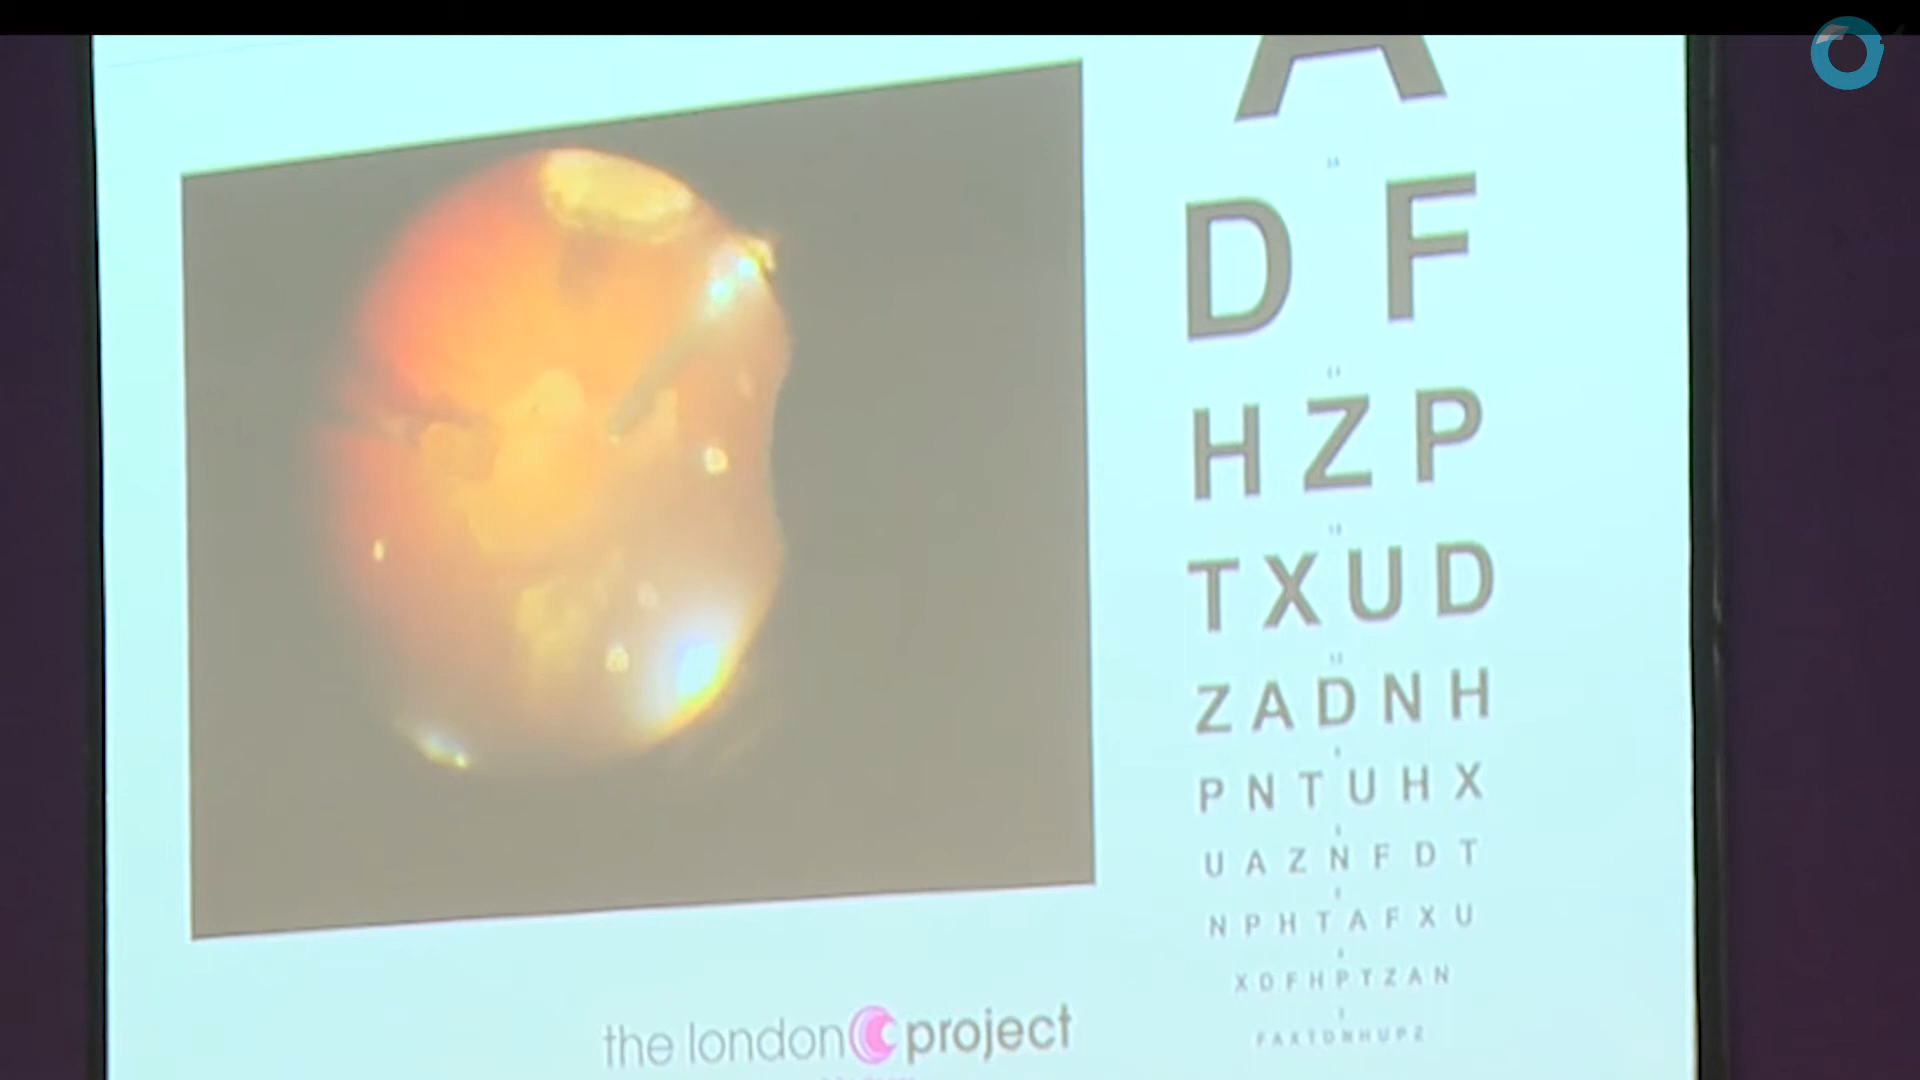 A
D F
H Z P
T X U D
Z A D N H
P N T U H X
U A Z N F D T
N P H T A F X U
X D F H P T Z A N
F A X T D N H U P Z
the london project